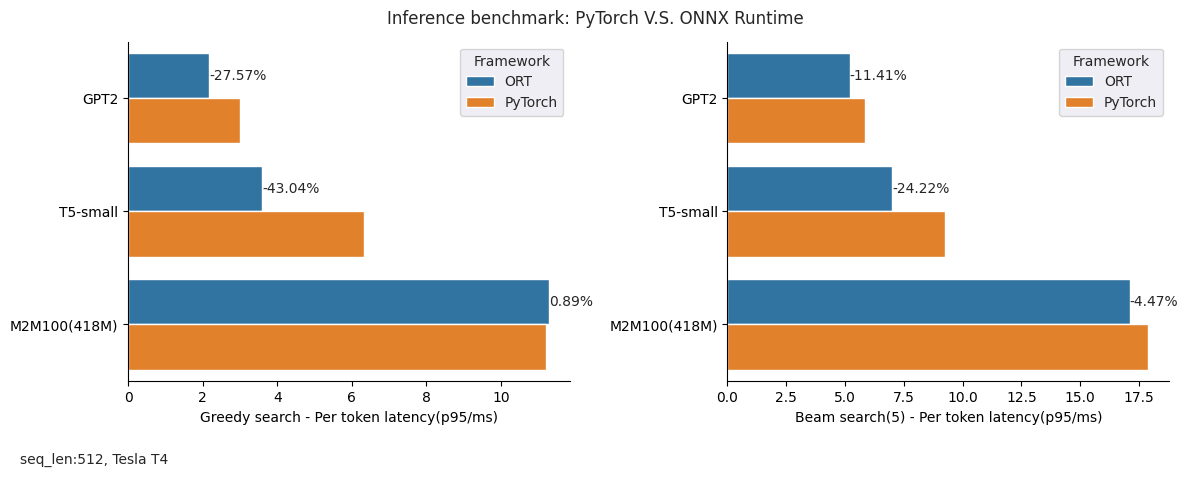 Inference benchmark: PyTorch V.S. ONNX Runtime
Framework
ORT
PyTorch
GPT2
-27.57%
T5-small
-43.04%
M2M100(418M)
0.89%
0
2
4
6
8
10
Greedy search - Per token latency(p95/ms)
Framework
ORT
PyTorch
GPT2
-11.41%
T5-small
-24.22%
M2M100(418M)
-4.47%
0.0
2.5
5.0
7.5
10.0
12.5
15.0
17.5
Beam search(5) - Per token latency(p95/ms)
seq_len:512, Tesla T4